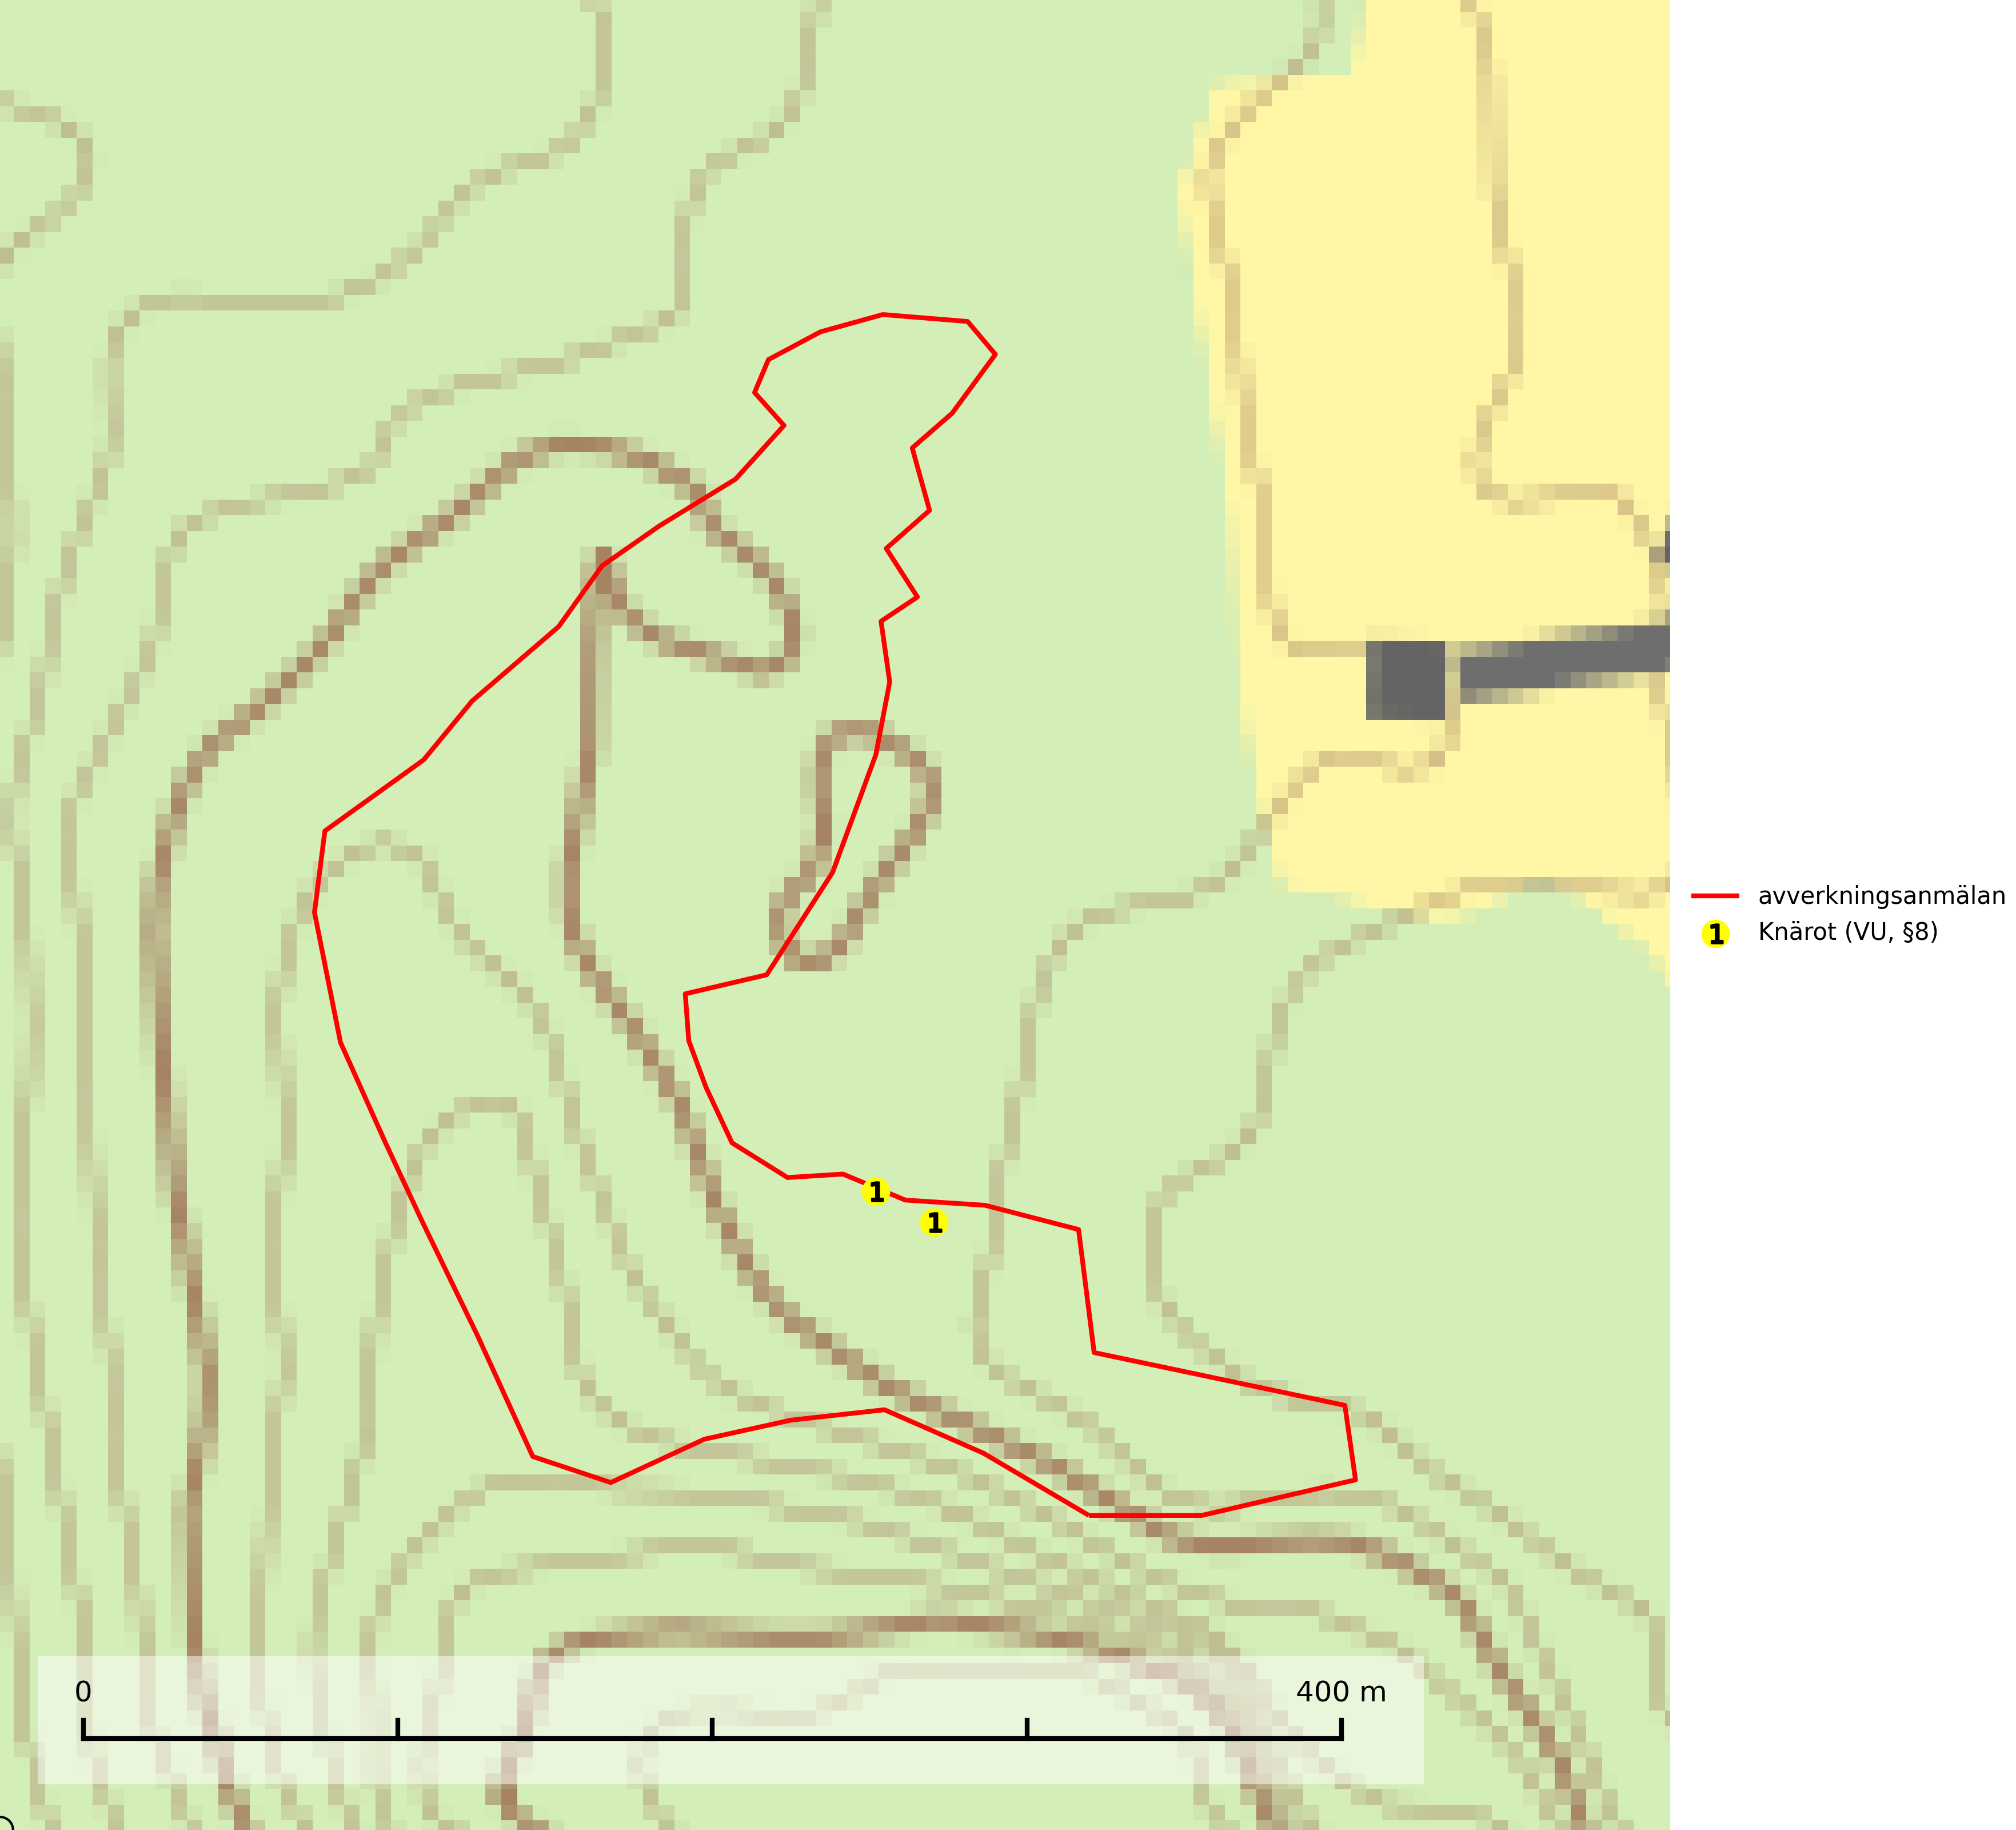 avverkningsanmälan
1 Knärot (VU, §8)
1
1
0 400 m